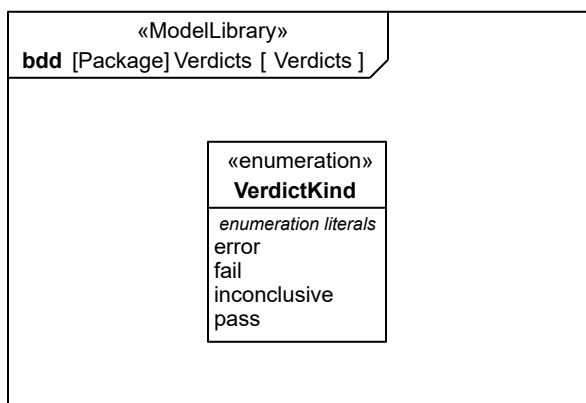 «ModelLibrary»
bdd [Package] Verdicts [ Verdicts ]
«enumeration»
VerdictKind
enumeration literals
error
fail
inconclusive
pass